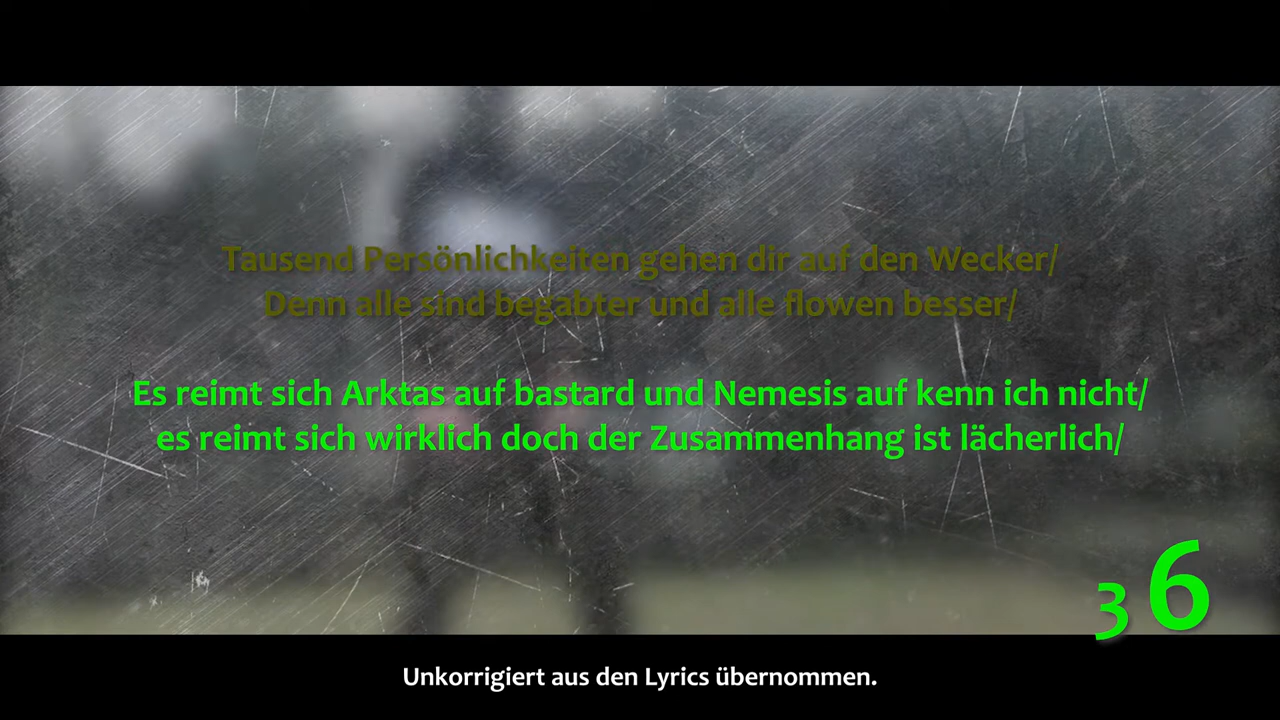 Tausend Persönlichkeiten gehen dir auf den Wecker/
Denn alle sind begabter und alle flowen besser/
Es reimt sich Arktas auf bastard und Nemesis auf kenn ich nicht/
es reimt sich wirklich doch der Zusammenhang ist lächerlich/
3 6
Unkorrigiert aus den Lyrics übernommen.